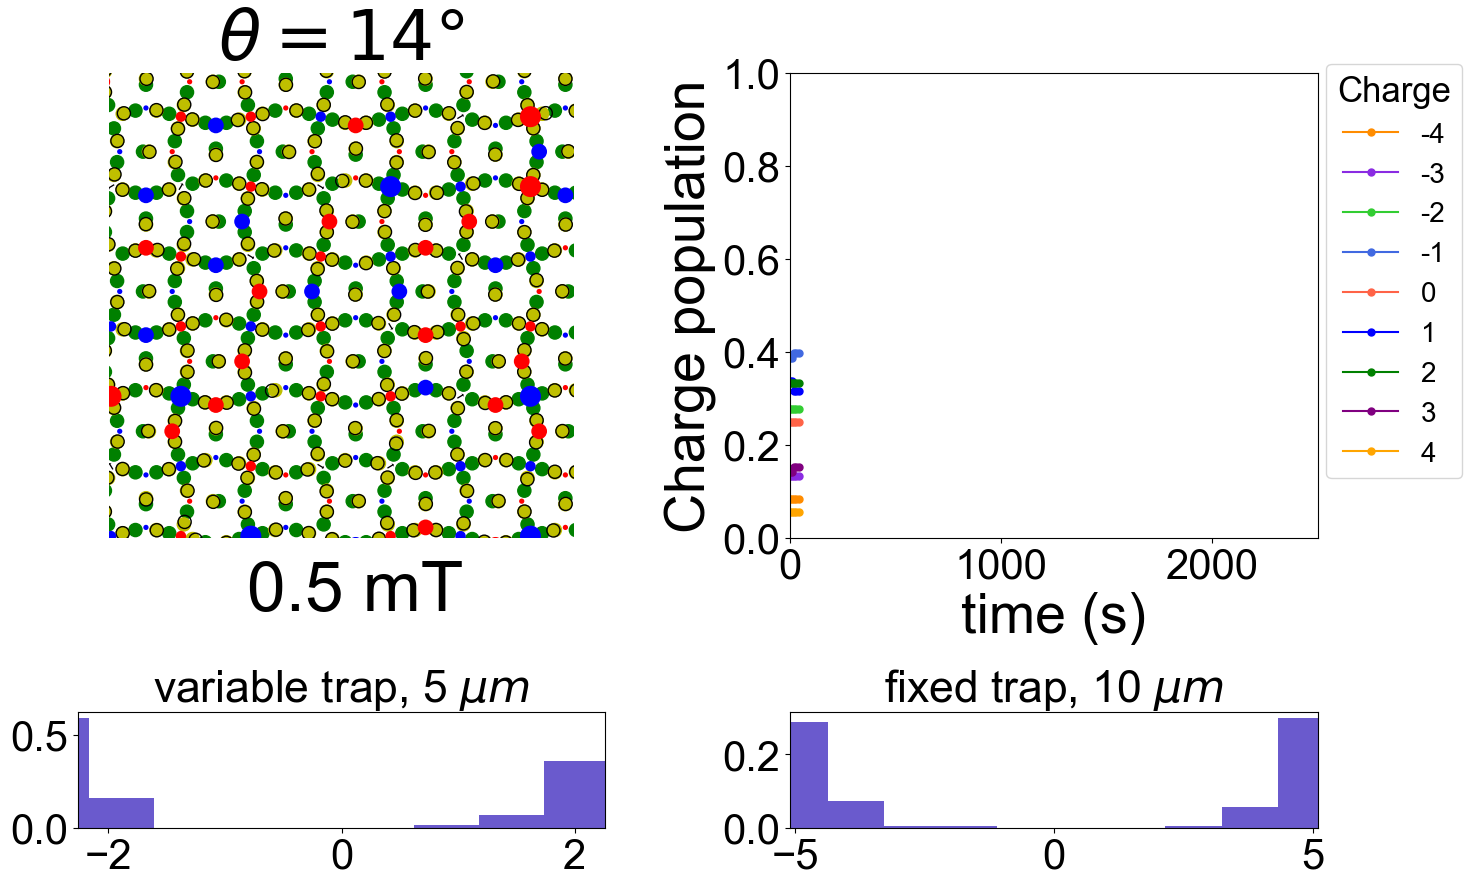 θ = 14°
0.5 mT
Charge population
1.0
0.8
0.6
0.4
0.2
0.0
0 1000 2000
time (s)
Charge
-4
-3
-2
-1
0
1
2
3
4
variable trap, 5 μm
0.5
0.0
−2 0 2
fixed trap, 10 μm
0.2
0.0
−5 0 5